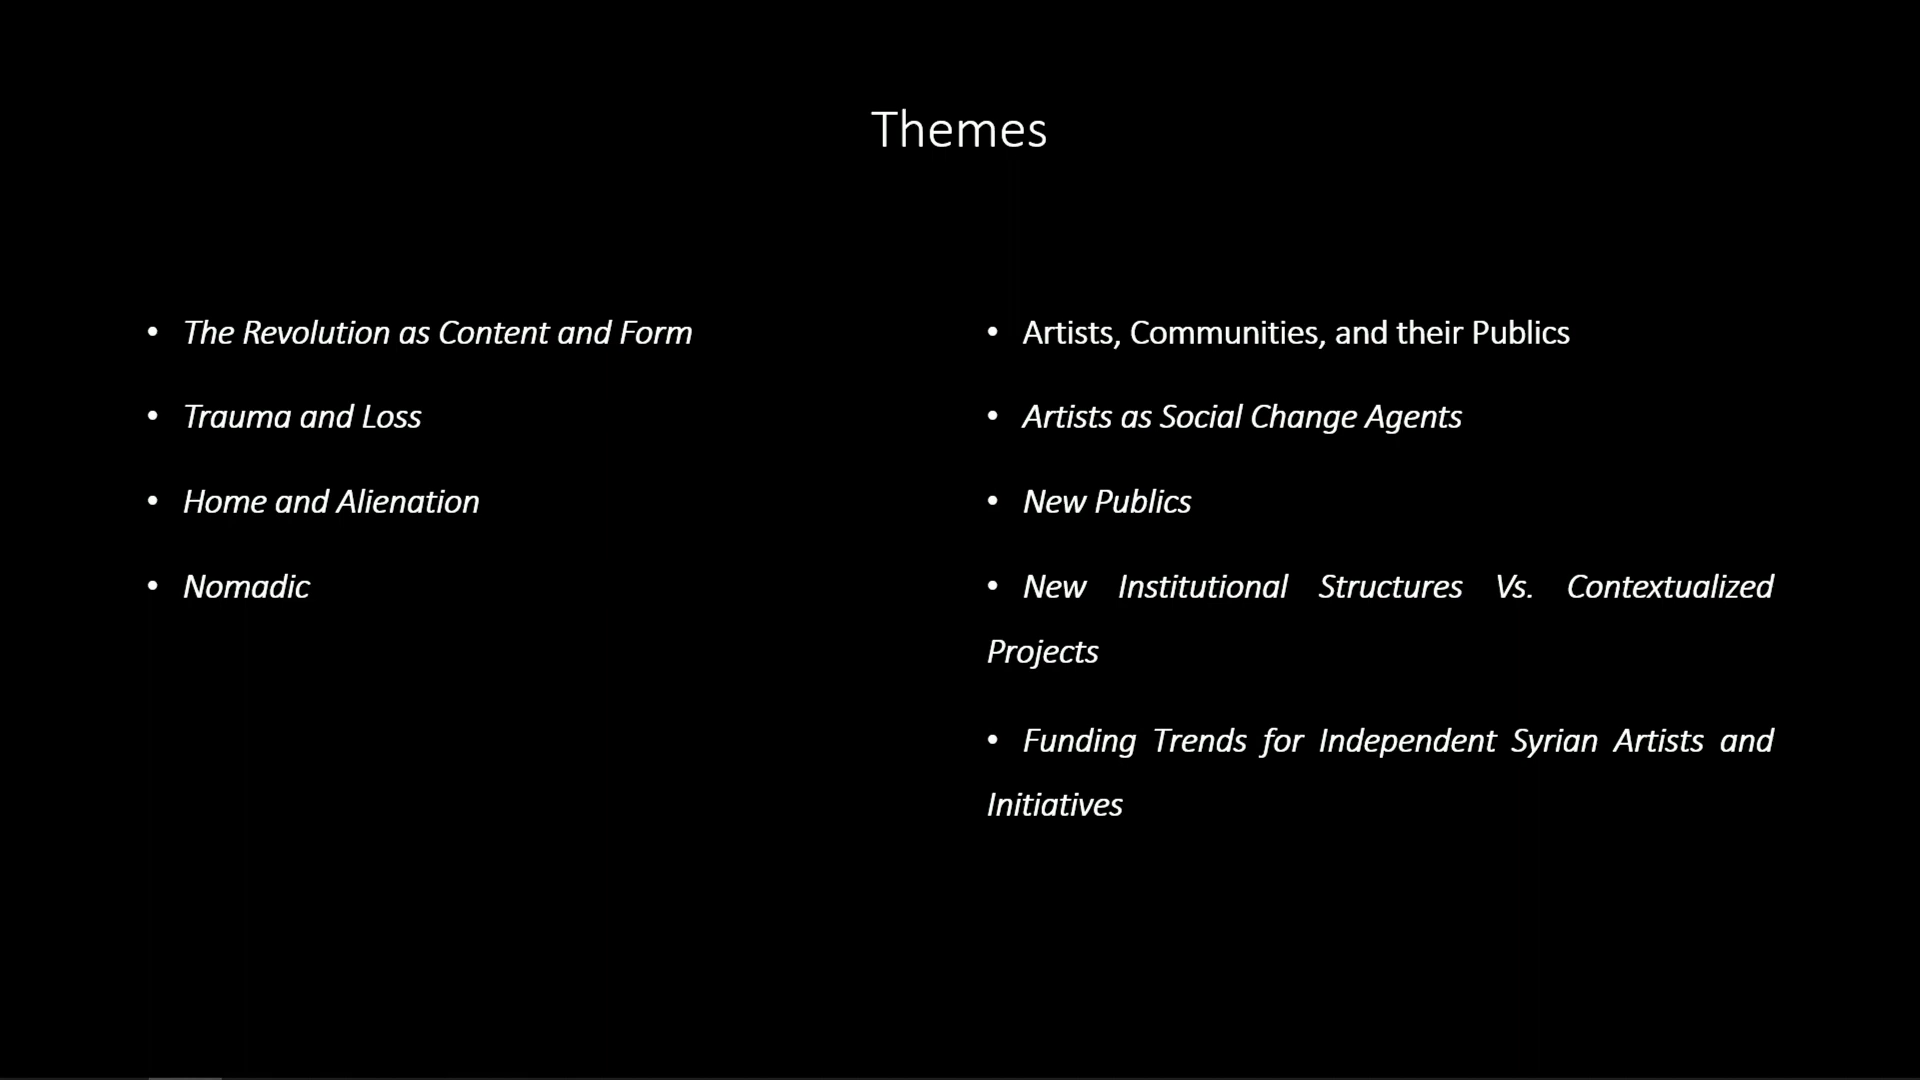 Themes
• The Revolution as Content and Form
• Trauma and Loss
• Home and Alienation
• Nomadic
• Artists, Communities, and their Publics
• Artists as Social Change Agents
• New Publics
• New Institutional Structures Vs. Contextualized
Projects
• Funding Trends for Independent Syrian Artists and
Initiatives